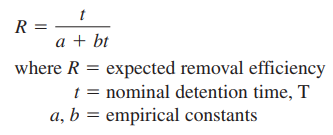 R = t / a + bt
where R = expected removal efficiency
t = nominal detention time, T
a, b = empirical constants